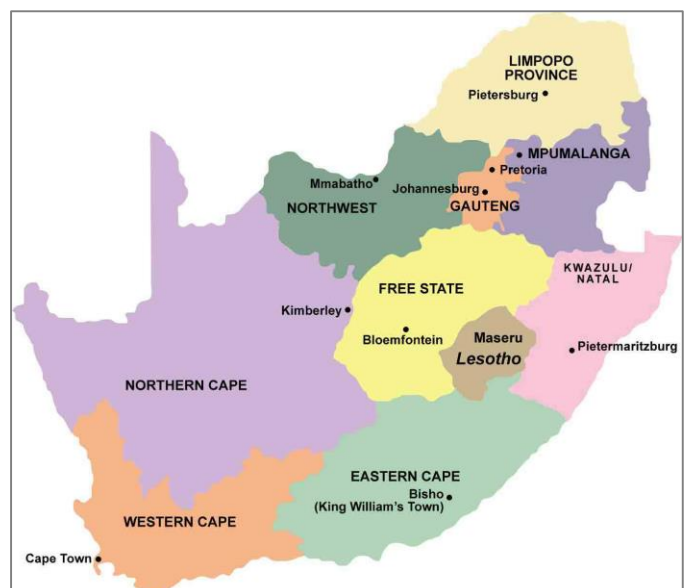 LIMPOPO
PROVINCE
Pietersburg
MPUMALANGA
Pretoria
Mmabatho
Johannesburg
NORTHWEST
GAUTENG
KWAZULU/
NATAL
FREE STATE
Kimberley
Bloemfontein
Maseru
Lesotho
Pietermaritzburg
NORTHERN CAPE
EASTERN CAPE
Bisho
(King William's Town)
WESTERN CAPE
Cape Town